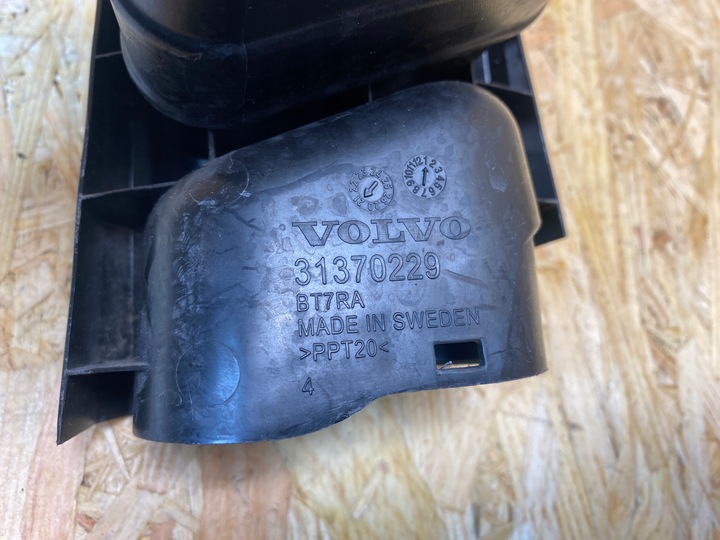 VOLVO
31370229
BT7RA
MADE IN SWEDEN
>PPT20<
4